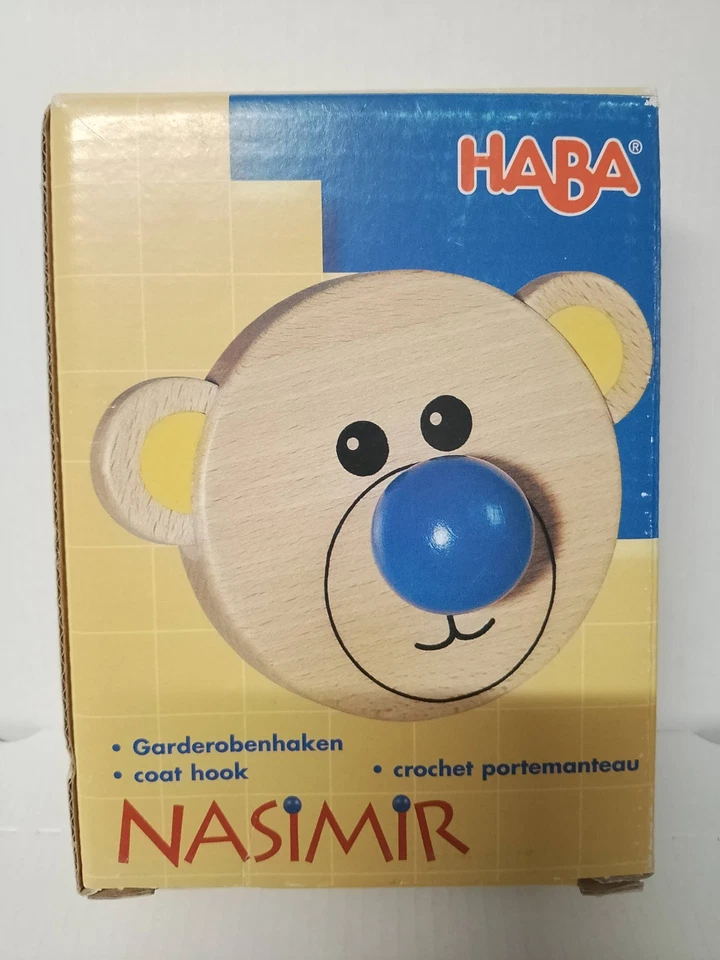 HABA®
• Garderobenhaken
• coat hook
• crochet portemanteau
NASiMiR